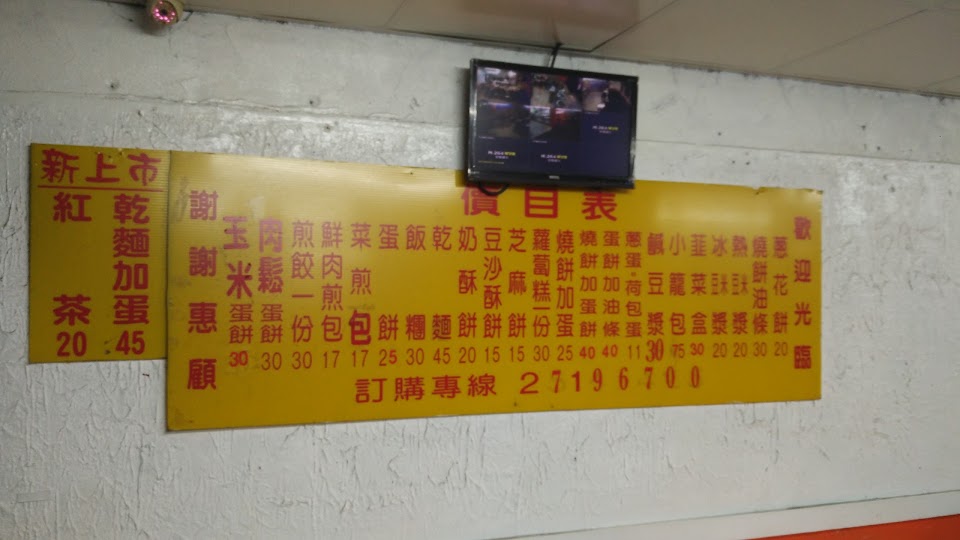 價目表
歡迎光臨
蔥花餅 20
燒餅油條 30
熱豆米漿 20
冰豆米漿 20
韮菜盒 30
小籠包 75
鹹豆漿 30
蔥蛋·荷包蛋 11
蛋餅加油條 40
燒餅加蛋餅 40
燒餅加蛋 25
蘿蔔糕一份 30
芝麻餅 15
豆沙酥餅 15
奶酥餅 20
乾麵 45
飯糰 30
蛋餅 25
菜煎包 17
鮮肉煎包 17
煎餃一份 30
肉鬆蛋餅 30
玉米蛋餅 30
謝謝惠顧
訂購專線 27196700
新上市
乾麵加蛋 45
紅茶 20